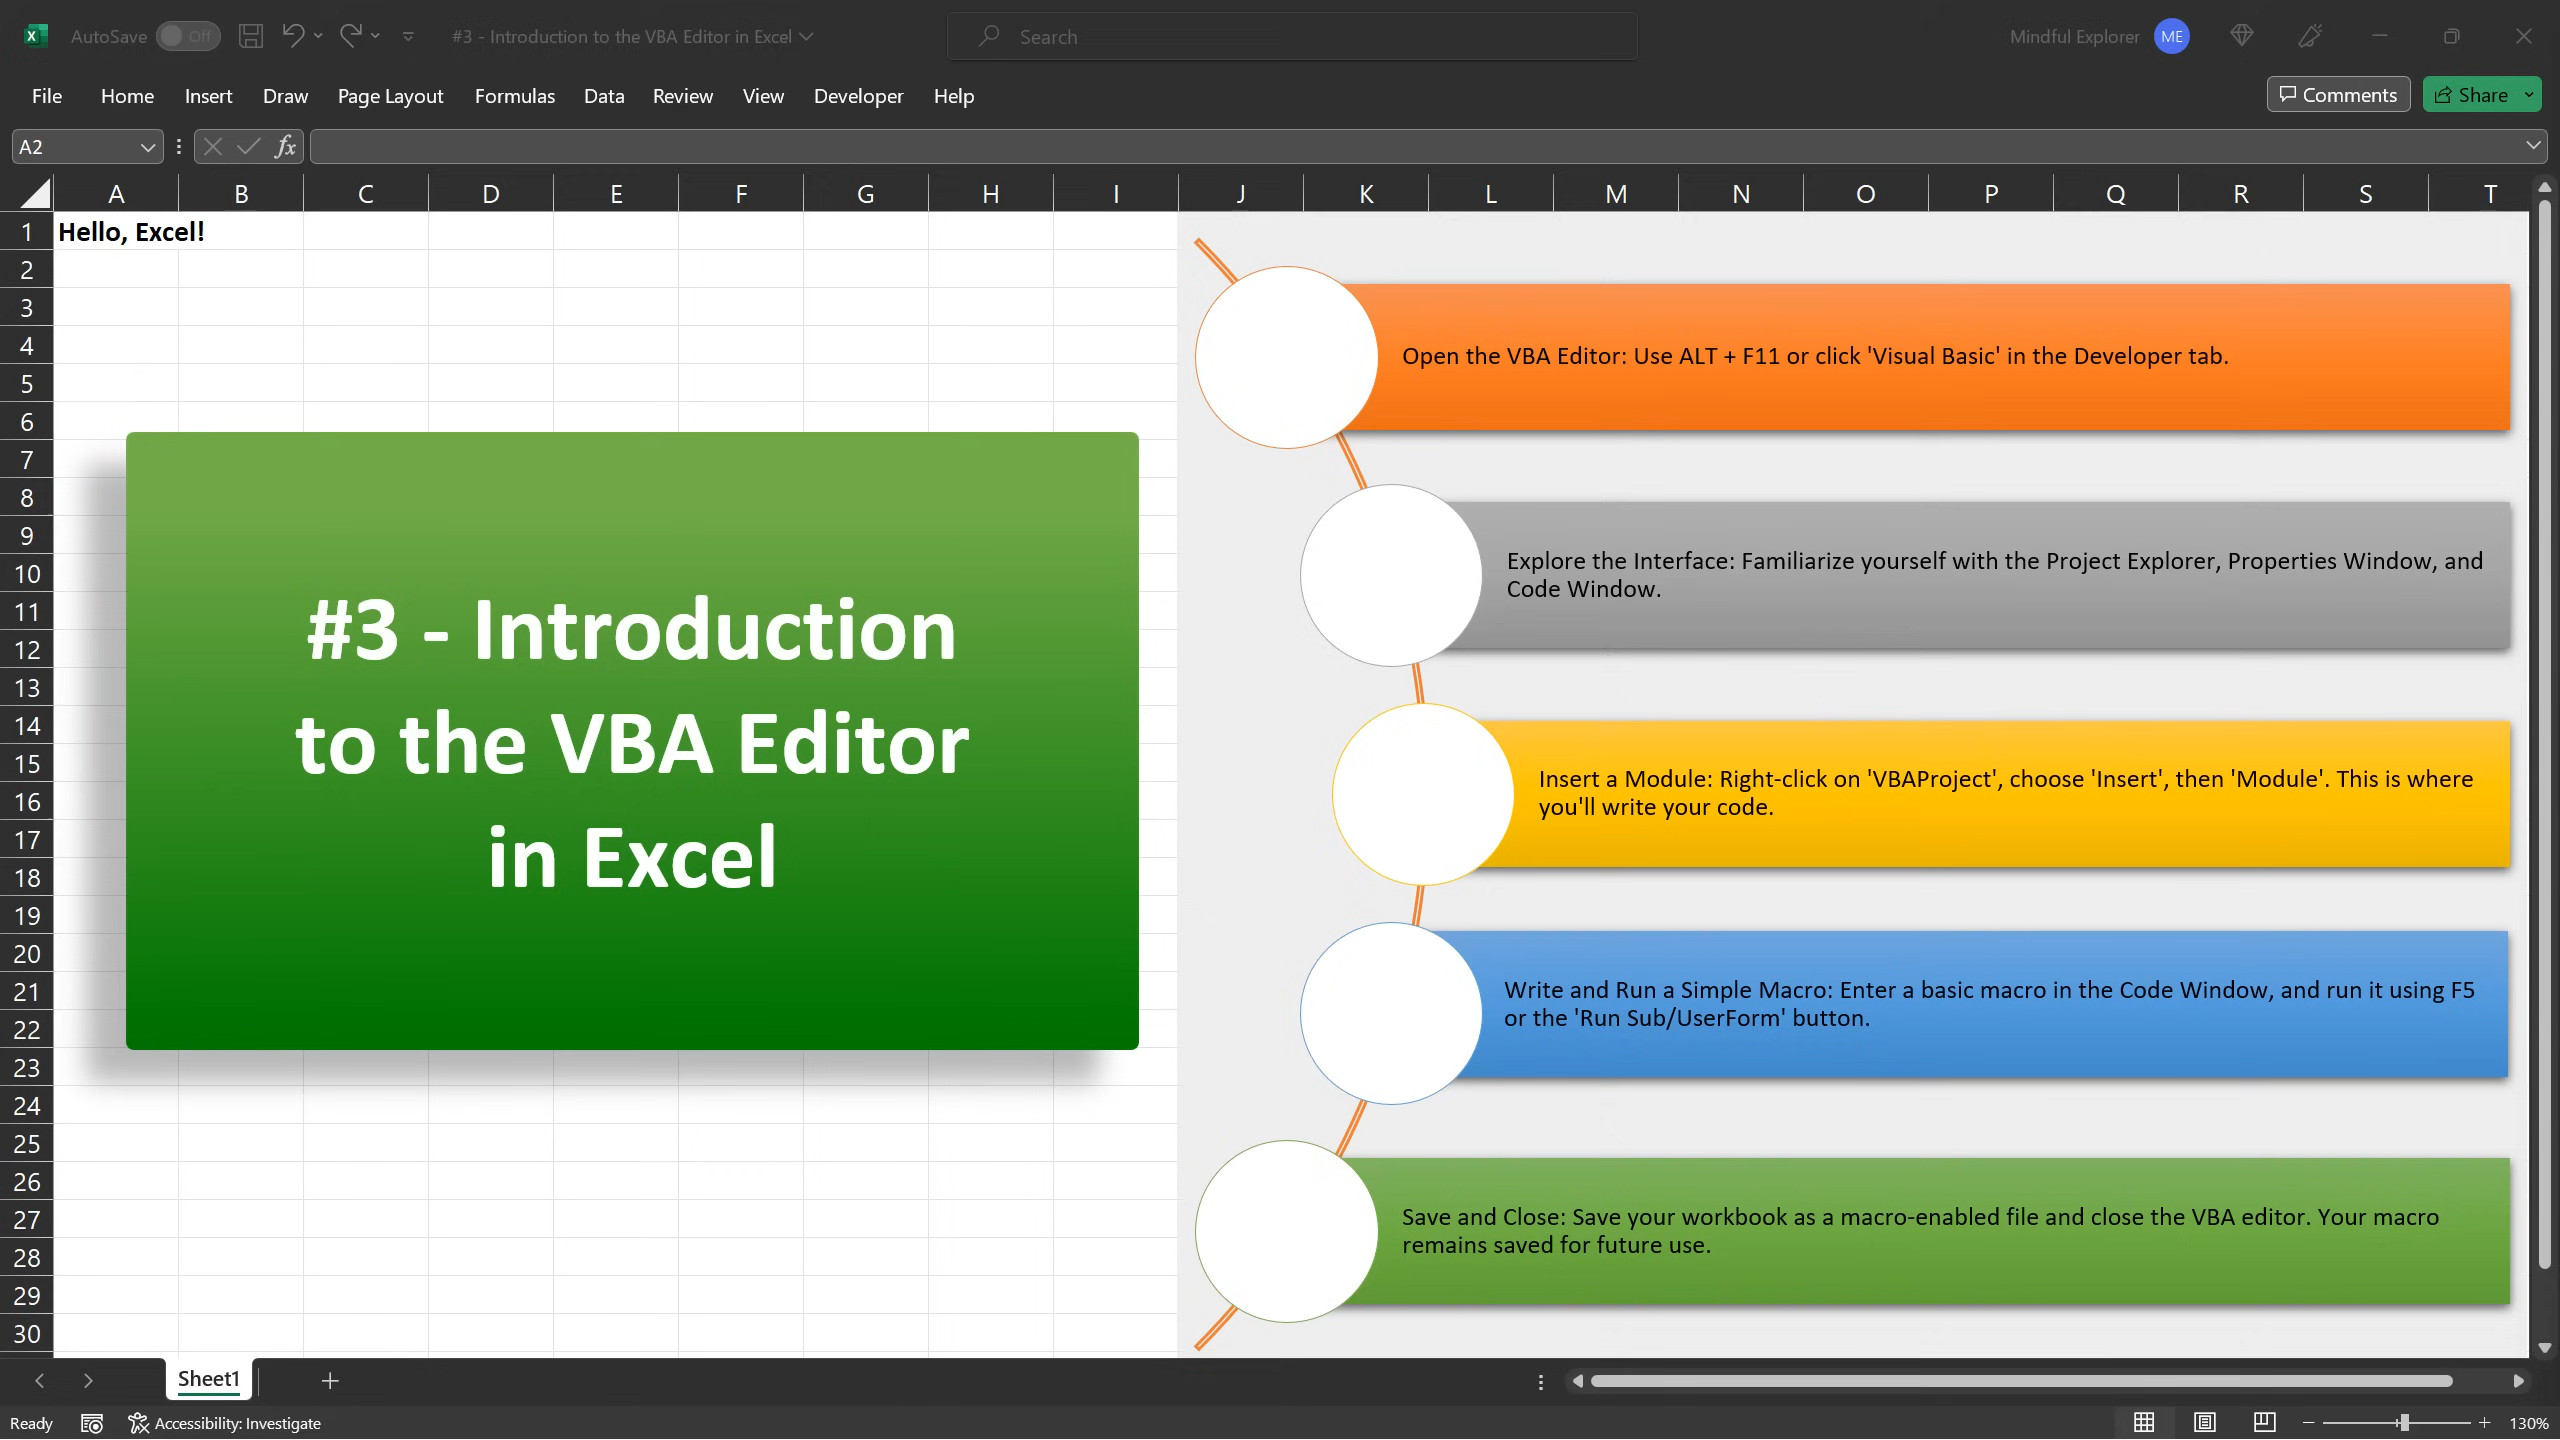 AutoSave Off #3 - Introduction to the VBA Editor in Excel Search Mindful Explorer ME
File Home Insert Draw Page Layout Formulas Data Review View Developer Help Comments Share
A2 fx
A B C D E F G H I J K L M N O P Q R S T
1 Hello, Excel!
2
3
4
5
6
7
8
9
10
11
12
13
14
15
16
17
18
19
20
21
22
23
24
25
26
27
28
29
30
#3 - Introduction
to the VBA Editor
in Excel
Open the VBA Editor: Use ALT + F11 or click 'Visual Basic' in the Developer tab.
Explore the Interface: Familiarize yourself with the Project Explorer, Properties Window, and
Code Window.
Insert a Module: Right-click on 'VBAProject', choose 'Insert', then 'Module'. This is where
you'll write your code.
Write and Run a Simple Macro: Enter a basic macro in the Code Window, and run it using F5
or the 'Run Sub/UserForm' button.
Save and Close: Save your workbook as a macro-enabled file and close the VBA editor. Your macro
remains saved for future use.
Sheet1
Ready Accessibility: Investigate 130%